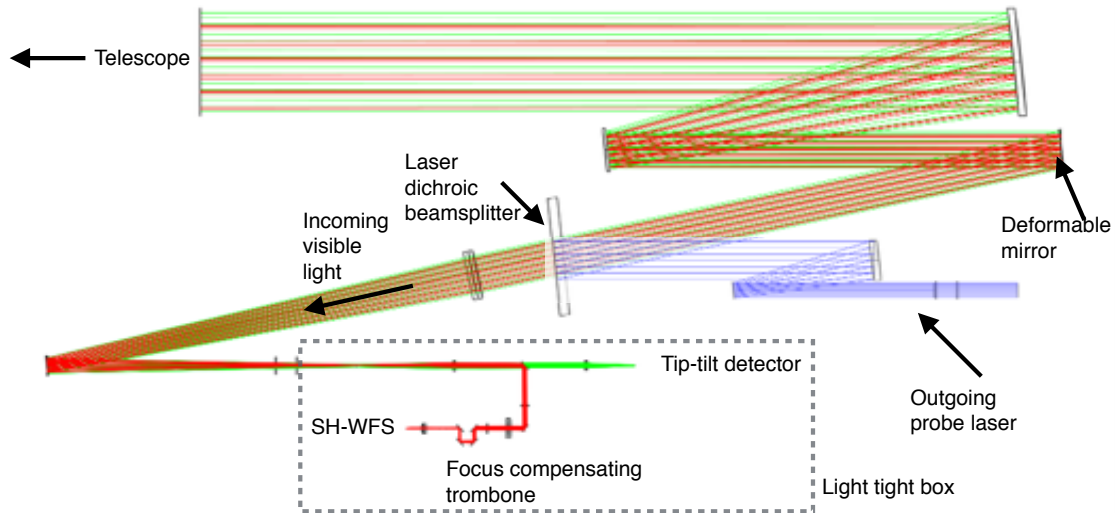 Telescope
Laser
dichroic
beamsplitter
Incoming
visible
light
Deformable
mirror
Tip-tilt detector
Outgoing
probe laser
SH-WFS
Focus compensating
trombone
Light tight box